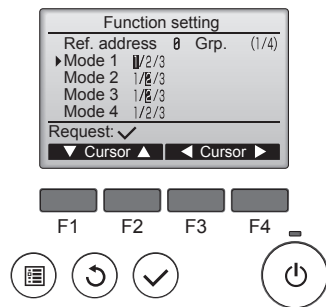 Function setting
Ref. address 0 Grp. (1/4)
Mode 1 1/2/3
Mode 2 1/2/3
Mode 3 1/2/3
Mode 4 1/2/3
Request: ✓
▼ Cursor ▲ ◀ Cursor ▶
F1 F2 F3 F4